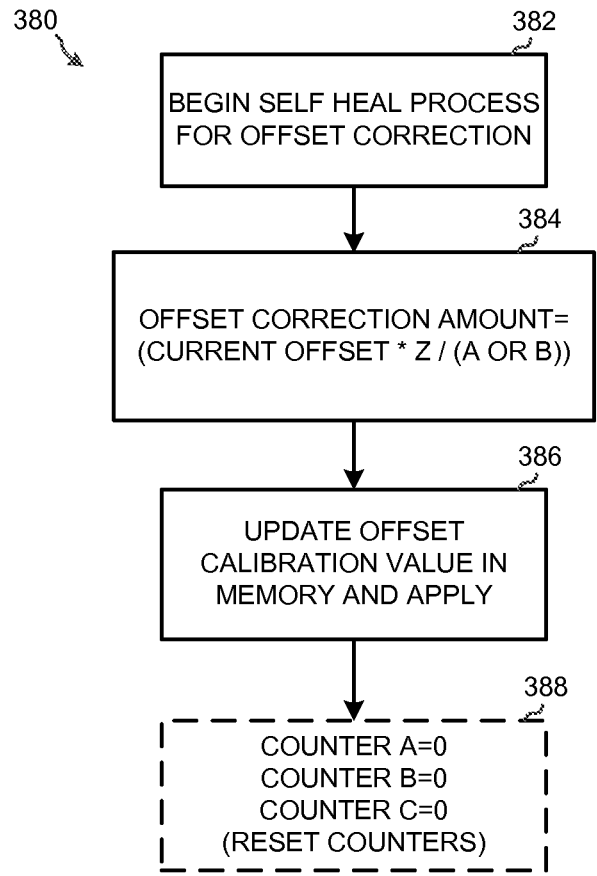 380
382
BEGIN SELF HEAL PROCESS
FOR OFFSET CORRECTION
384
OFFSET CORRECTION AMOUNT=
(CURRENT OFFSET * Z / (A OR B))
386
UPDATE OFFSET
CALIBRATION VALUE IN
MEMORY AND APPLY
388
COUNTER A=0
COUNTER B=0
COUNTER C=0
(RESET COUNTERS)